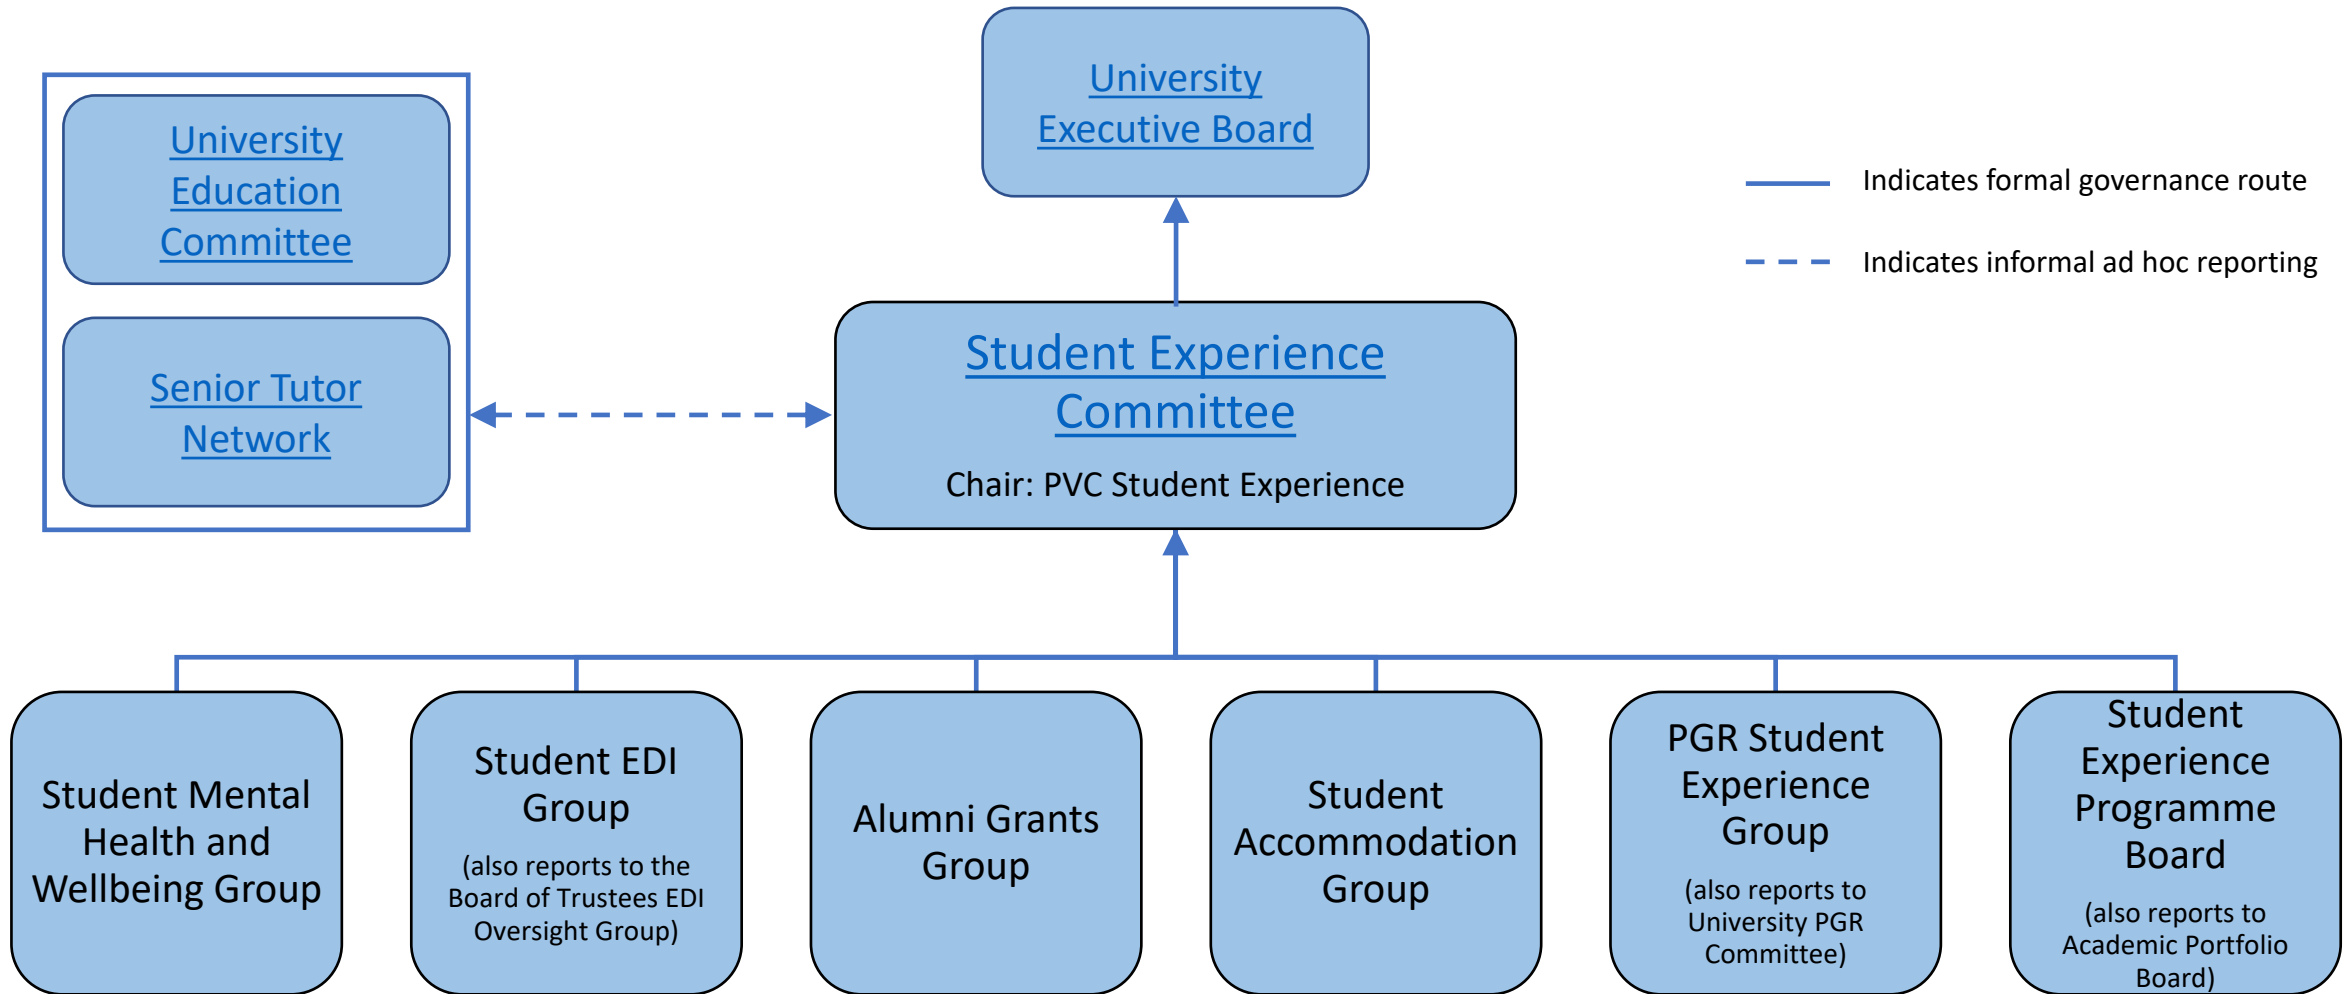 University
Executive Board
University
Education
Committee
Senior Tutor
Network
Indicates formal governance route
Indicates informal ad hoc reporting
Student Experience
Committee
Chair: PVC Student Experience
Student Mental
Health and
Wellbeing Group
Student EDI
Group
(also reports to the
Board of Trustees EDI
Oversight Group)
Alumni Grants
Group
Student
Accommodation
Group
PGR Student
Experience
Group
(also reports to
University PGR
Committee)
Student
Experience
Programme
Board
(also reports to
Academic Portfolio
Board)